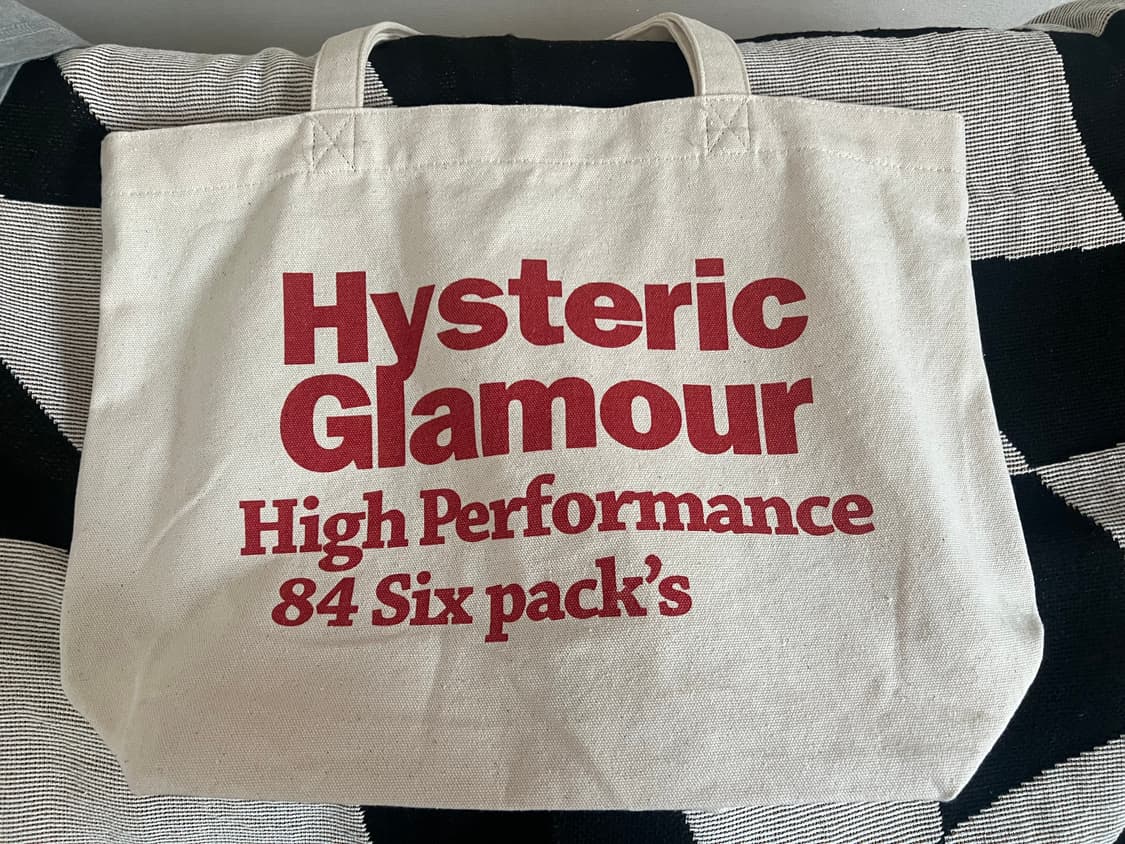 Hysteric
Glamour
High Performance
84 Six pack's